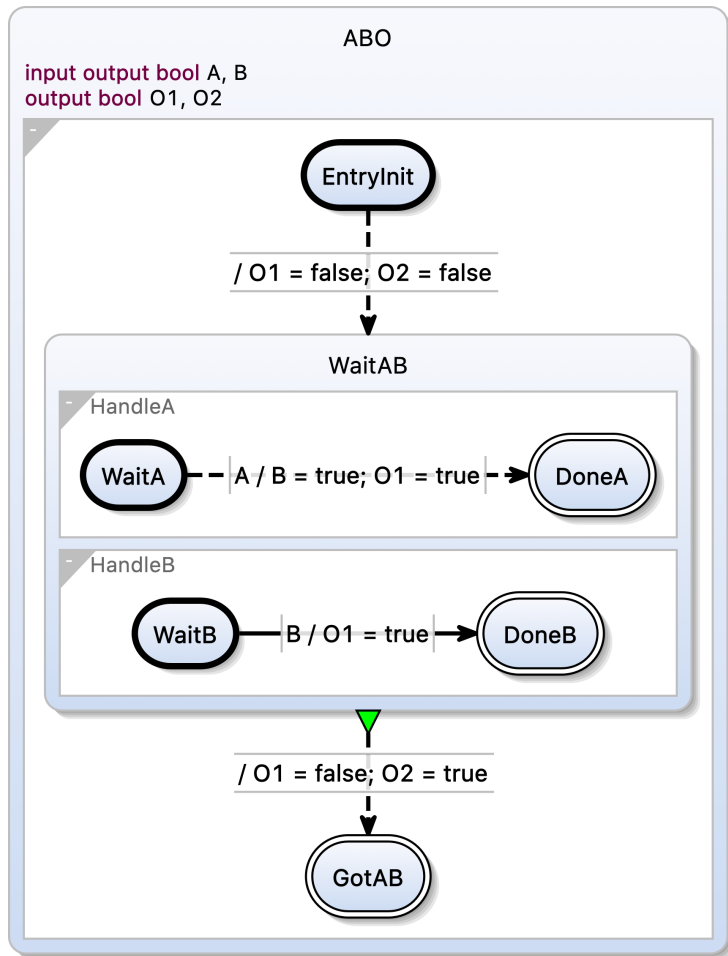 ABO
input output bool A, B
output bool O1, O2
-
EntryInit
/ O1 = false; O2 = false
WaitAB
-
HandleA
WaitA
A / B = true; O1 = true
DoneA
-
HandleB
WaitB
B / O1 = true
DoneB
/ O1 = false; O2 = true
GotAB